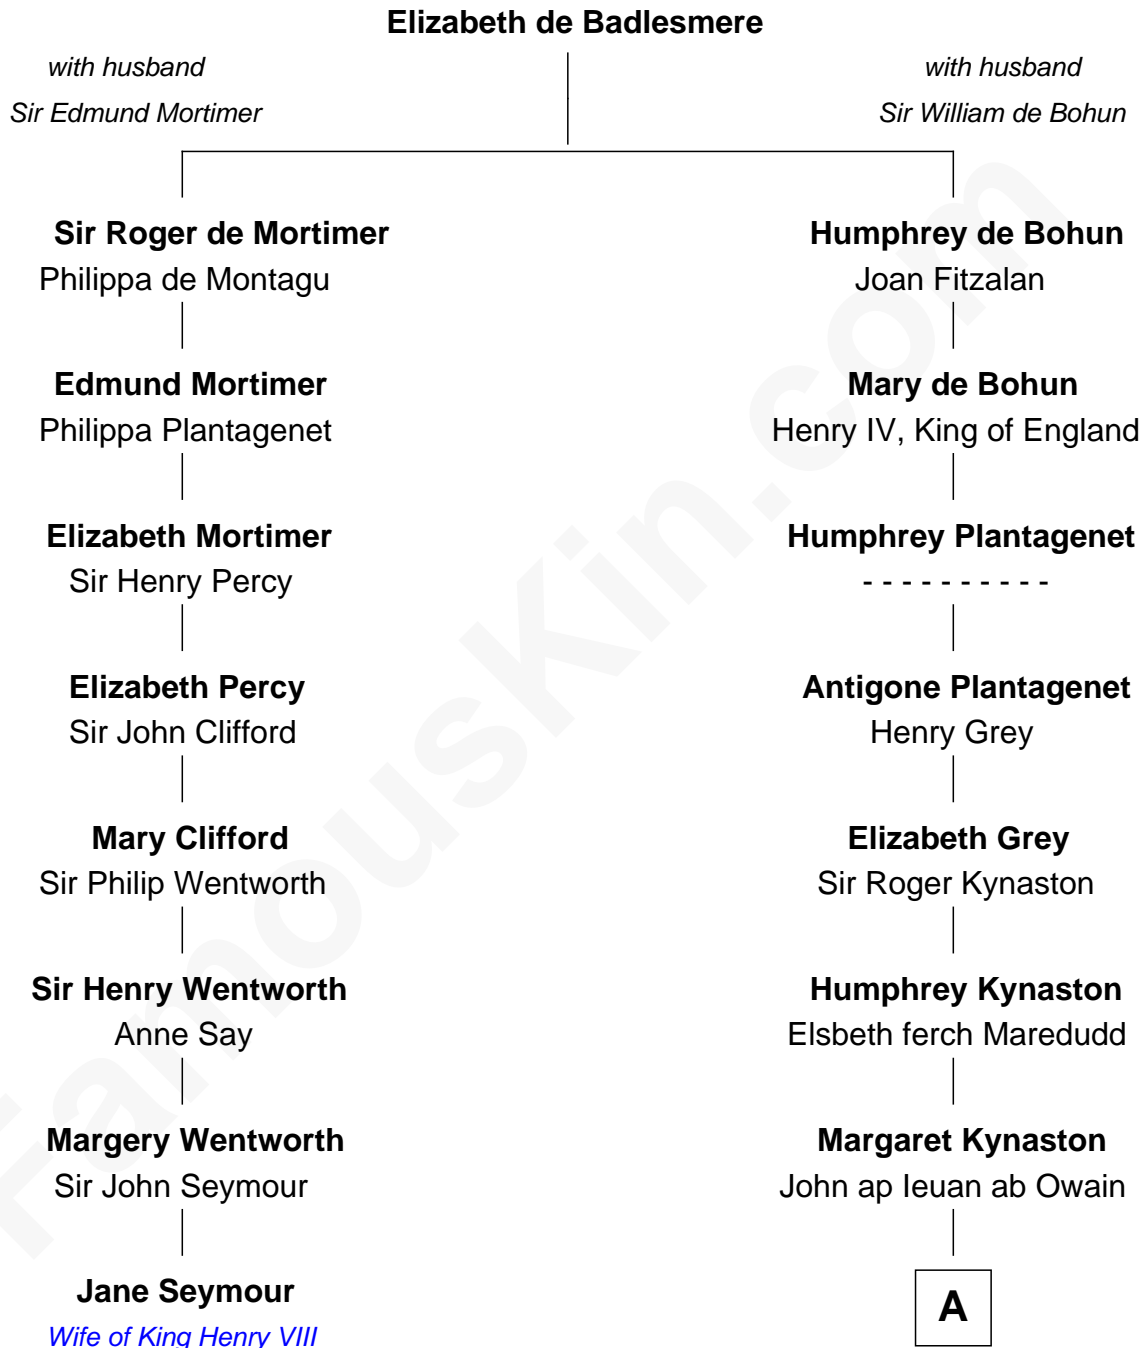 Elizabeth de Badlesmere
with husband
Sir Edmund Mortimer
with husband
Sir William de Bohun
Sir Roger de Mortimer
Philippa de Montagu
Humphrey de Bohun
Joan Fitzalan
Edmund Mortimer
Philippa Plantagenet
Mary de Bohun
Henry IV, King of England
Elizabeth Mortimer
Sir Henry Percy
Humphrey Plantagenet
- - - - - - - - - -
Elizabeth Percy
Sir John Clifford
Antigone Plantagenet
Henry Grey
Mary Clifford
Sir Philip Wentworth
Elizabeth Grey
Sir Roger Kynaston
Sir Henry Wentworth
Anne Say
Humphrey Kynaston
Elsbeth ferch Maredudd
Margery Wentworth
Sir John Seymour
Margaret Kynaston
John ap Ieuan ab Owain
Jane Seymour
Wife of King Henry VIII
A
FamousKin.com